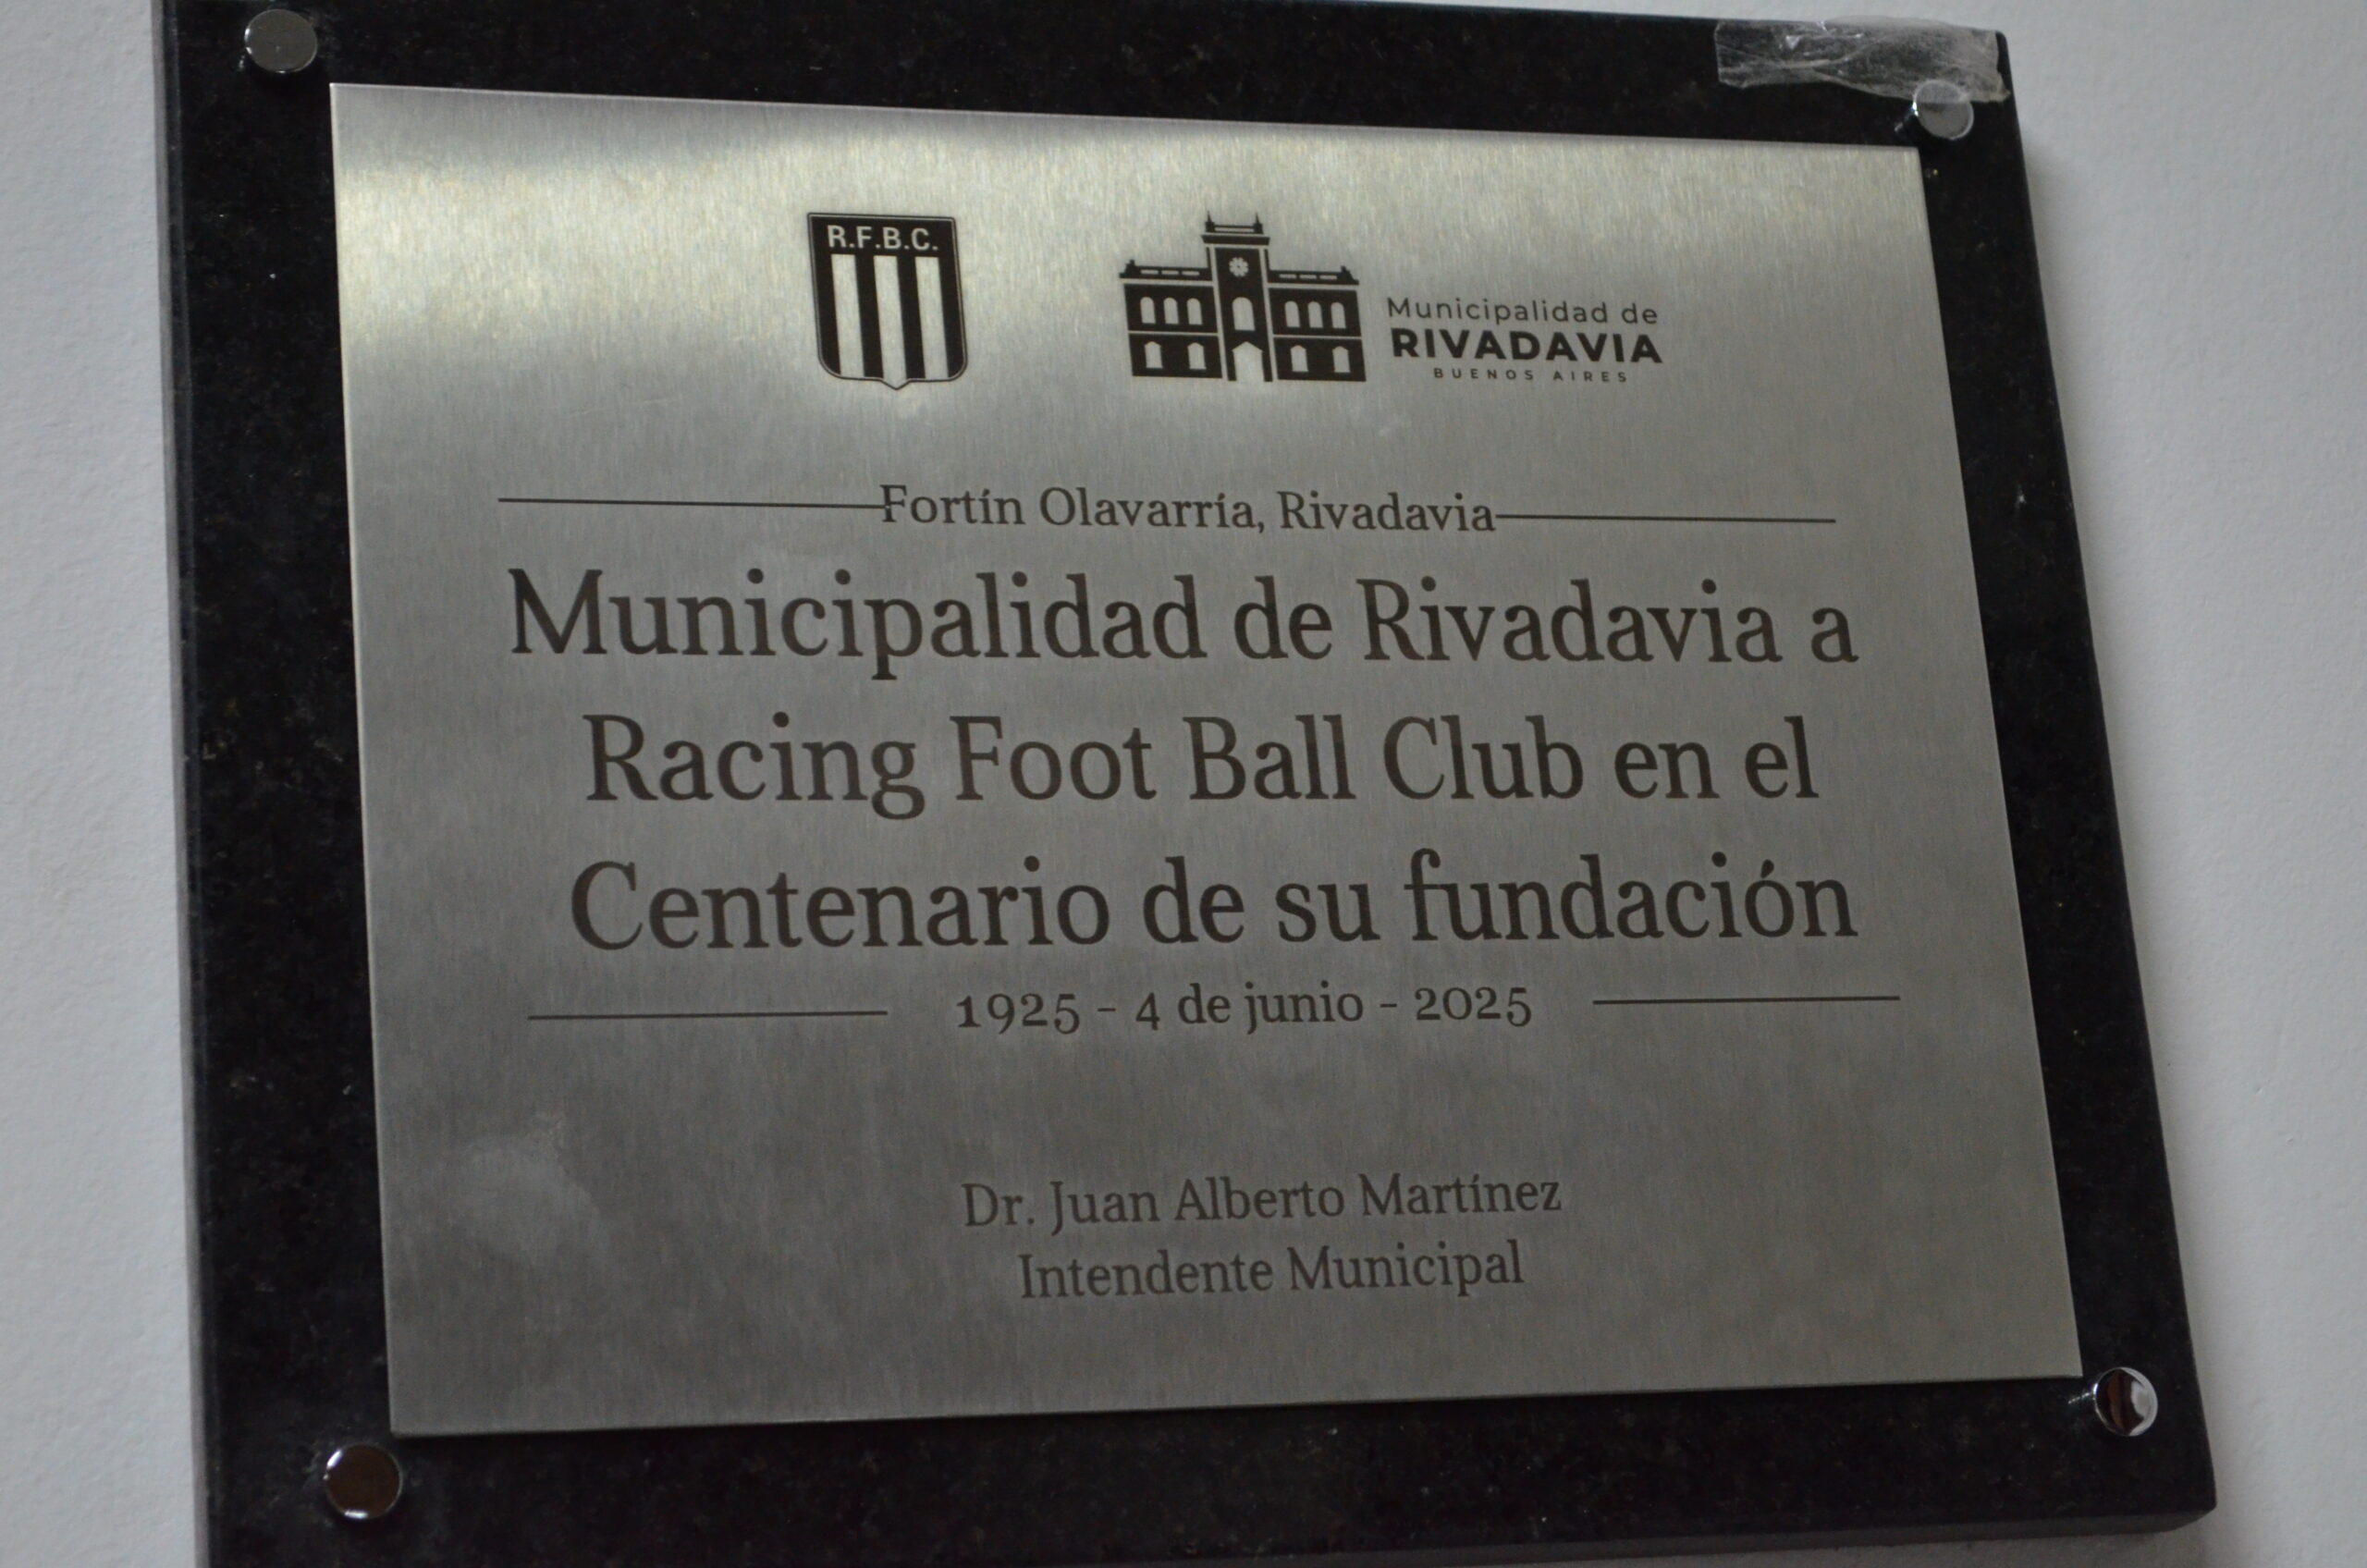 R.F.B.C.
Municipalidad de
RIVADAVIA
BUENOS AIRES
Fortín Olavarría, Rivadavia
Municipalidad de Rivadavia a
Racing Foot Ball Club en el
Centenario de su fundación
1925 - 4 de junio - 2025
Dr. Juan Alberto Martínez
Intendente Municipal